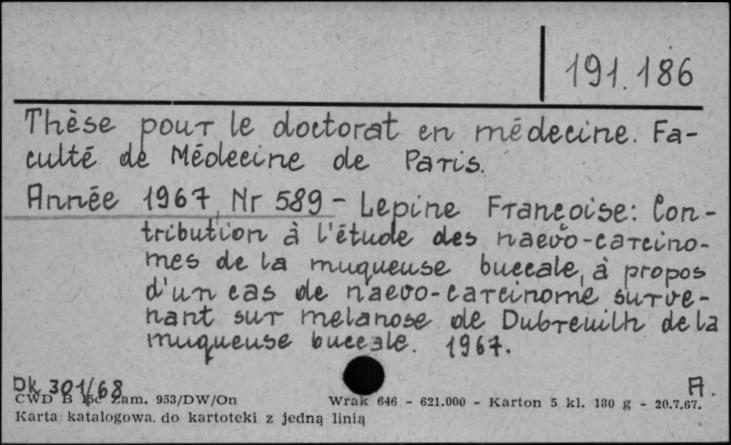 191.186
Thèse pour le doctorat en médecine. Fa-
culté de Médecine de Paris.
Année 1967, Nr 589 - Lepine Françoise: Con-
tribution à l'étude des naevo-carcino-
mes de la muqueuse buccale, à propos
d'un cas de naevo-carcinome surve-
nant sur melanose de Dubreuilh de la
muqueuse buccale. 1967.
Dk 301/68 A.
CWD B 15c Zam. 953/DW/On Wrak 646 - 621.000 - Karton 5 kl. 180 g - 20.7.67.
Karta katalogowa do kartoteki z jedną linią